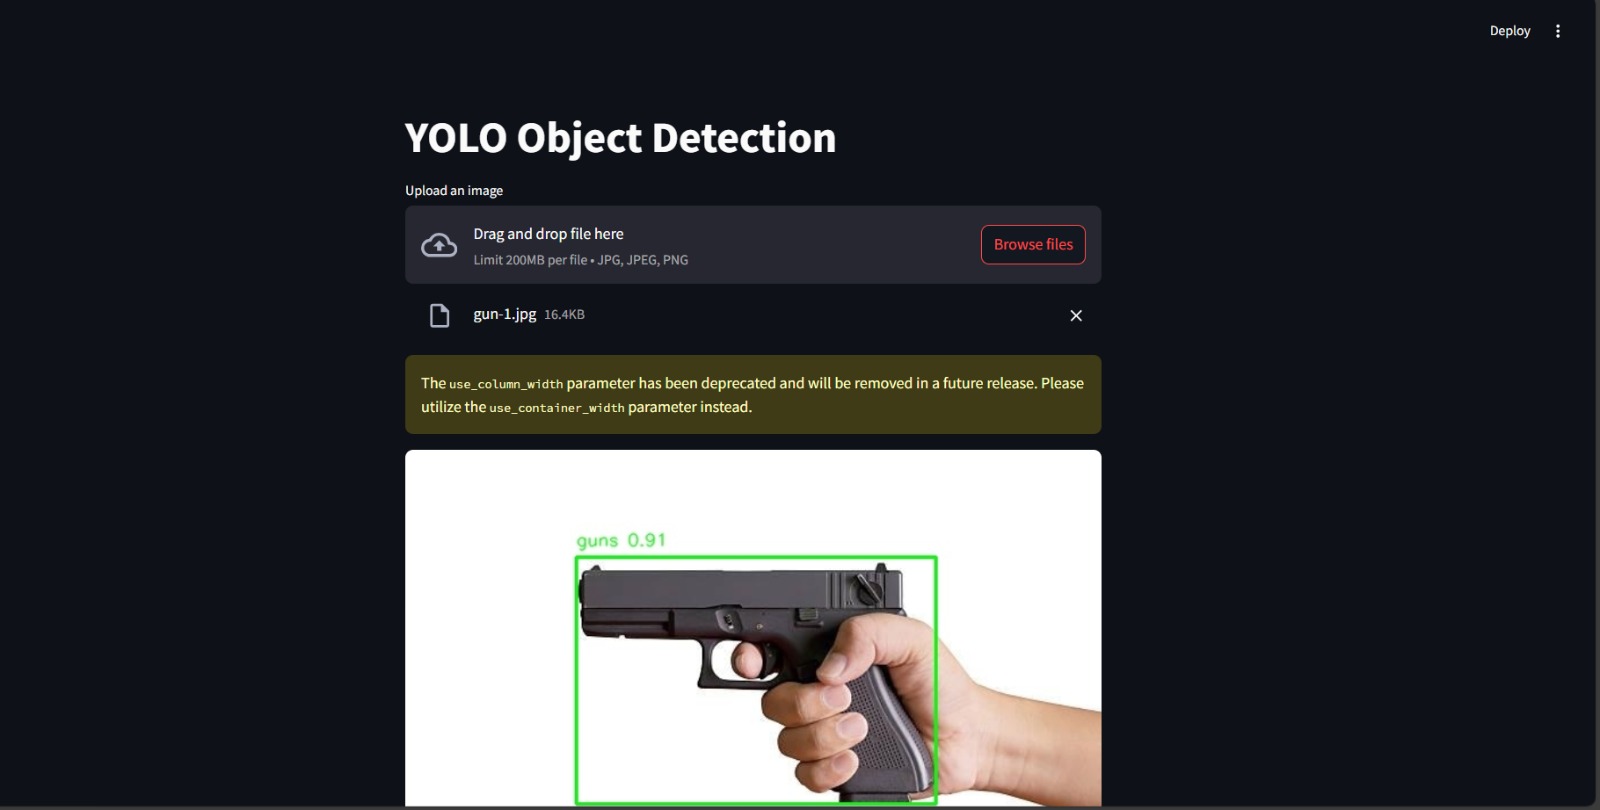 Deploy
YOLO Object Detection
Upload an image
Drag and drop file here
Limit 200MB per file • JPG, JPEG, PNG
Browse files
gun-1.jpg 16.4KB
The use_column_width parameter has been deprecated and will be removed in a future release. Please
utilize the use_container_width parameter instead.
guns 0.91